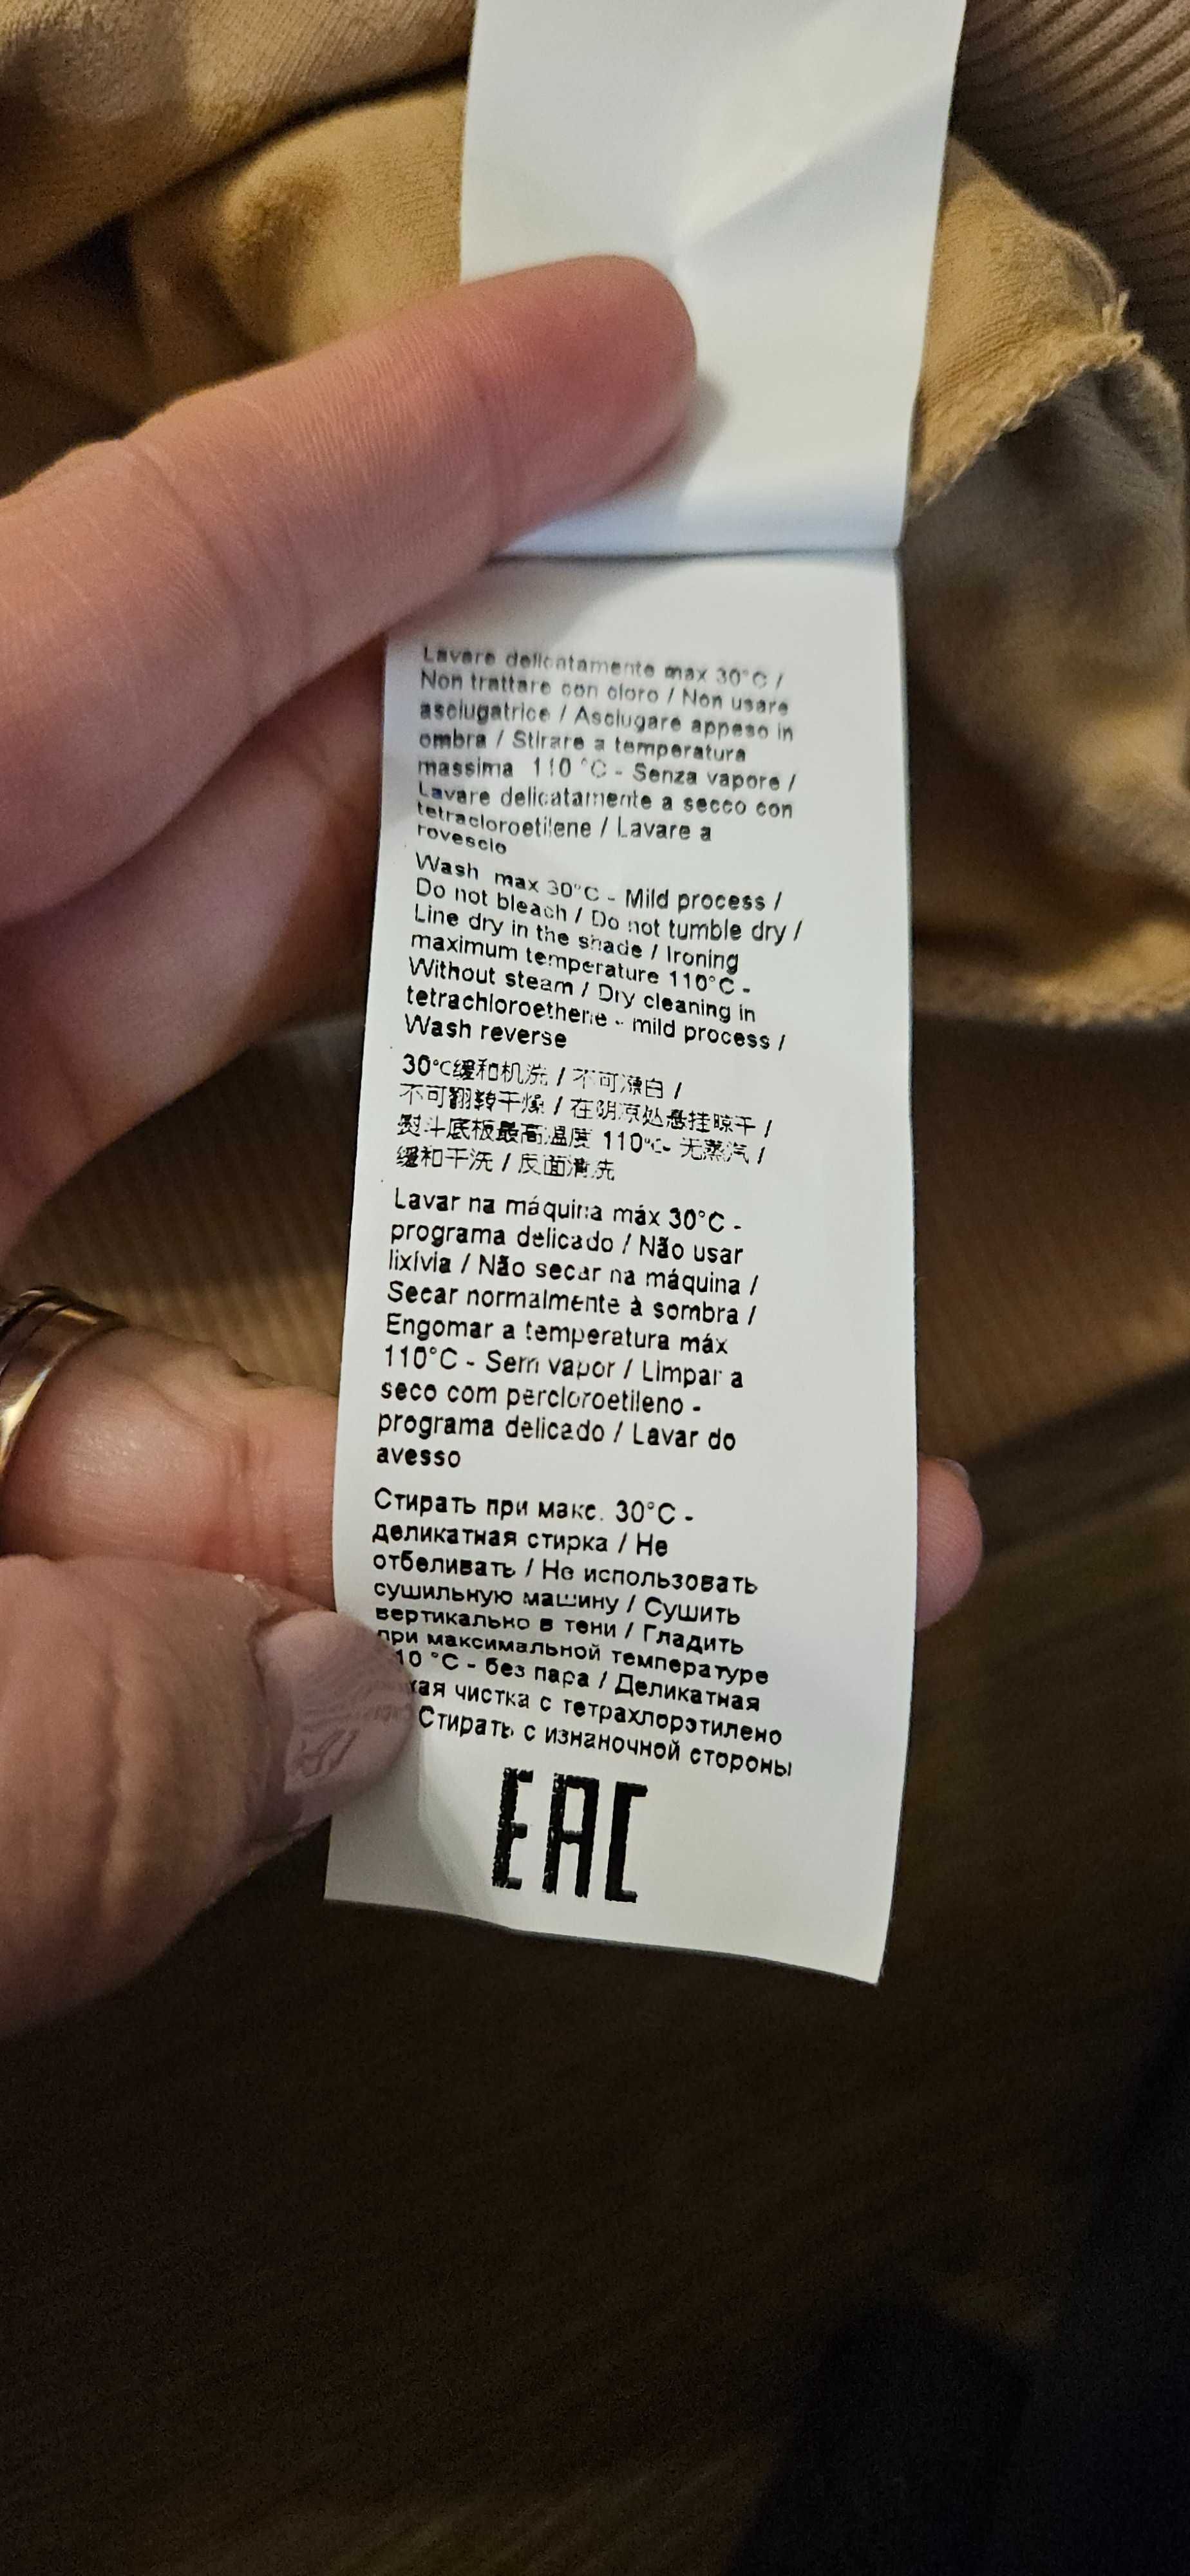 Lavare delicatamente max 30°C /
Non trattare con cloro / Non usare
asciugatrice / Asciugare appeso in
ombra / Stirare a temperatura
massima 110 °C - Senza vapore /
Lavare delicatamente a secco con
tetracloroetilene / Lavare a
rovescio
Wash max 30°C - Mild process /
Do not bleach / Do not tumble dry /
Line dry in the shade / Ironing
maximum temperature 110°C -
Without steam / Dry cleaning in
tetrachloroethene - mild process /
Wash reverse
30℃缓和机洗 / 不可漂白 /
不可翻转干燥 / 在阴凉处悬挂晾干 /
熨斗底板最高温度 110℃- 无蒸汽 /
缓和干洗 / 反面清洗
Lavar na máquina máx 30°C -
programa delicado / Não usar
lixívia / Não secar na máquina /
Secar normalmente à sombra /
Engomar a temperatura máx
110°C - Sem vapor / Limpar a
seco com percloroetileno -
programa delicado / Lavar do
avesso
Стирать при макс. 30°C -
деликатная стирка / Не
отбеливать / Не использовать
сушильную машину / Сушить
вертикально в тени / Гладить
при максимальной температуре
10 °C - без пара / Деликатная
кая чистка с тетрахлорэтилено
Стирать с изнаночной стороны
EAC